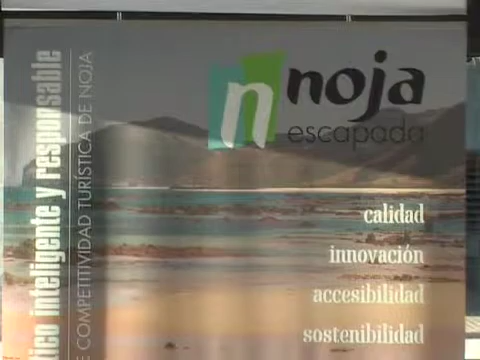 n noja
escapada
calidad
innovación
accesibilidad
sostenibilidad
inteligente y responsable
COMPETITIVIDAD TURÍSTICA DE NOJA